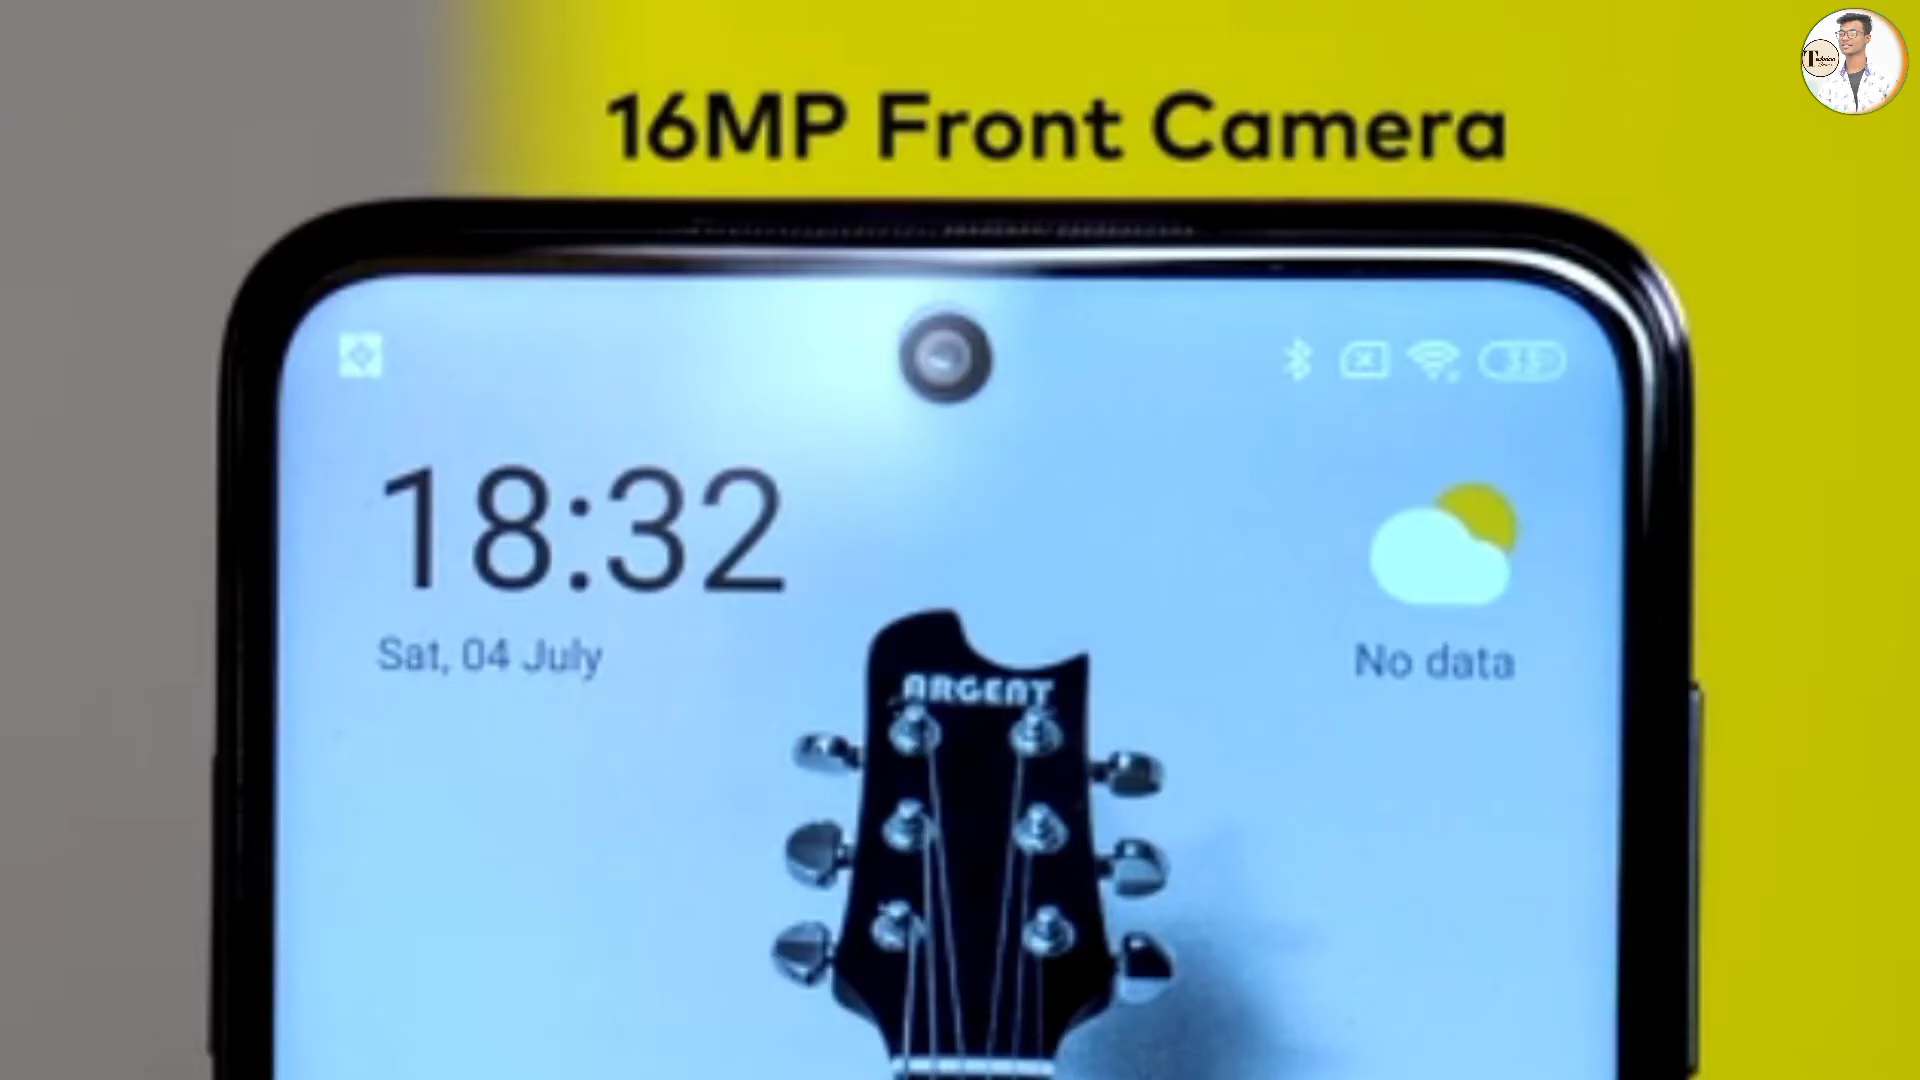 16MP Front Camera
18:32
Sat, 04 July
No data
ARGENT